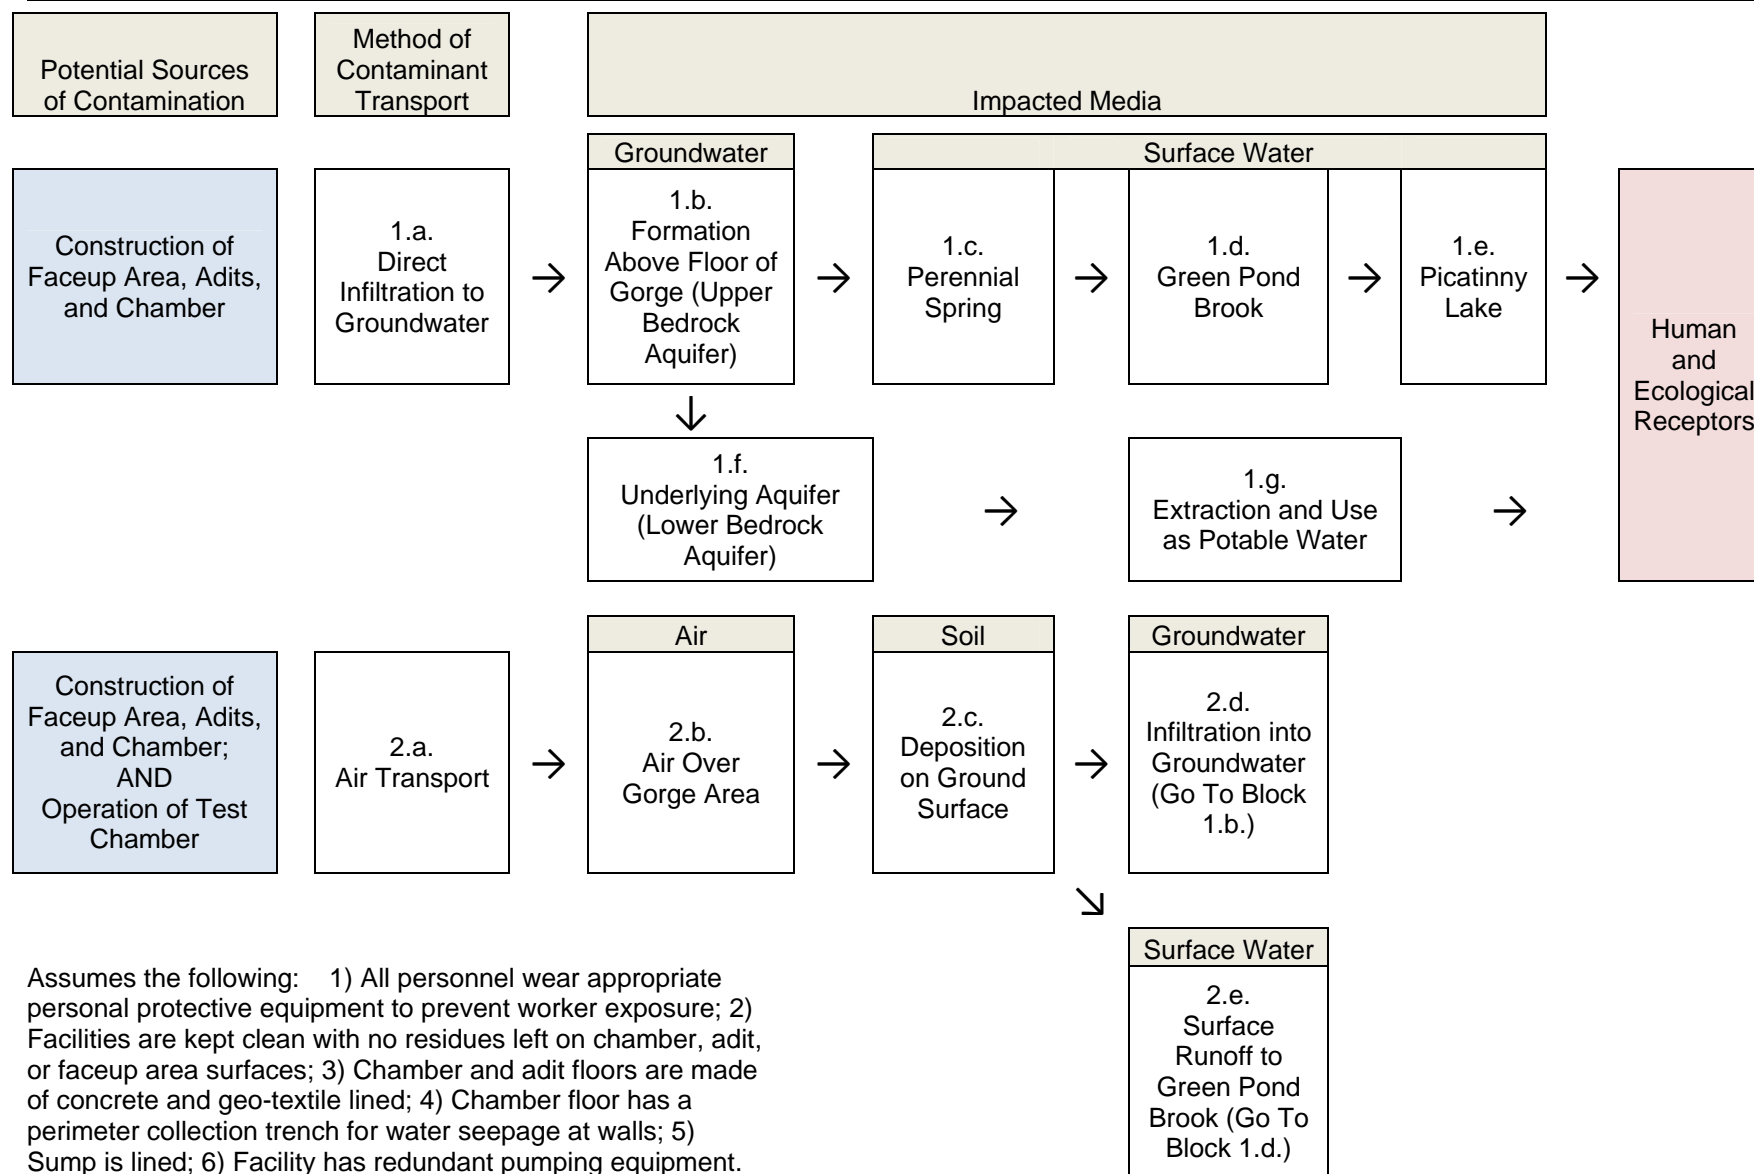 Potential Sources
of Contamination
Method of
Contaminant
Transport
Impacted Media
Groundwater
Surface Water
Construction of
Faceup Area, Adits,
and Chamber
1.a.
Direct
Infiltration to
Groundwater
→
1.b.
Formation
Above Floor of
Gorge (Upper
Bedrock
Aquifer)
→
1.c.
Perennial
Spring
→
1.d.
Green Pond
Brook
→
1.e.
Picatinny
Lake
→
Human
and
Ecological
Receptors
↓
1.f.
Underlying Aquifer
(Lower Bedrock
Aquifer)
→
1.g.
Extraction and Use
as Potable Water
→
Air
Soil
Groundwater
Construction of
Faceup Area, Adits,
and Chamber;
AND
Operation of Test
Chamber
2.a.
Air Transport
→
2.b.
Air Over
Gorge Area
→
2.c.
Deposition
on Ground
Surface
→
2.d.
Infiltration into
Groundwater
(Go To Block
1.b.)
↘
Surface Water
2.e.
Surface
Runoff to
Green Pond
Brook (Go To
Block 1.d.)
Assumes the following: 1) All personnel wear appropriate
personal protective equipment to prevent worker exposure; 2)
Facilities are kept clean with no residues left on chamber, adit,
or faceup area surfaces; 3) Chamber and adit floors are made
of concrete and geo-textile lined; 4) Chamber floor has a
perimeter collection trench for water seepage at walls; 5)
Sump is lined; 6) Facility has redundant pumping equipment.